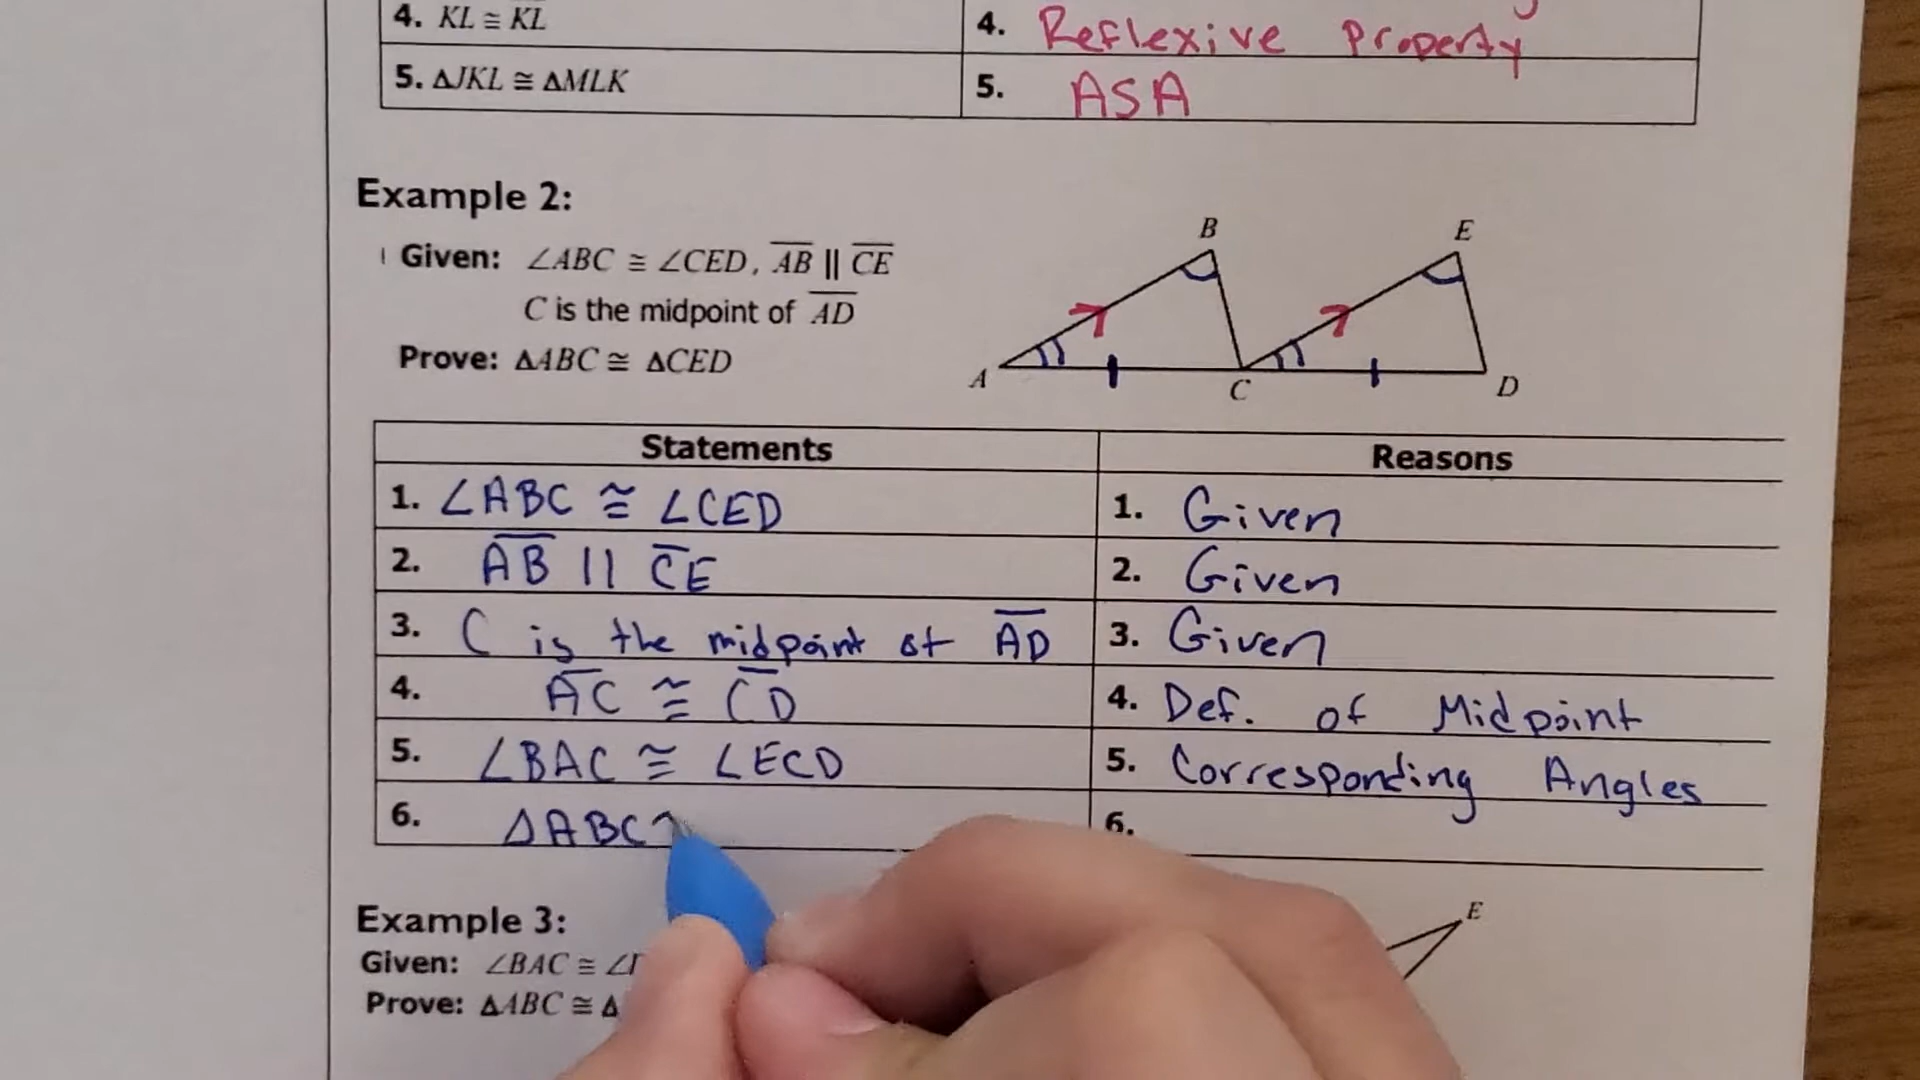 4. KL ≅ KL
4. Reflexive Property
5. ΔJKL ≅ ΔMLK
5. ASA
Example 2:
Given: ∠ABC ≅ ∠CED, AB || CE
C is the midpoint of AD
Prove: ΔABC ≅ ΔCED
B
E
A
C
D
Statements
Reasons
1. ∠ABC ≅ ∠CED
1. Given
2. AB || CE
2. Given
3. C is the midpoint of AD
3. Given
4. AC ≅ CD
4. Def. of Midpoint
5. ∠BAC ≅ ∠ECD
5. Corresponding Angles
6. ΔABC
6.
Example 3:
E
Given: ∠BAC ≅ ∠
Prove: ΔABC ≅ Δ